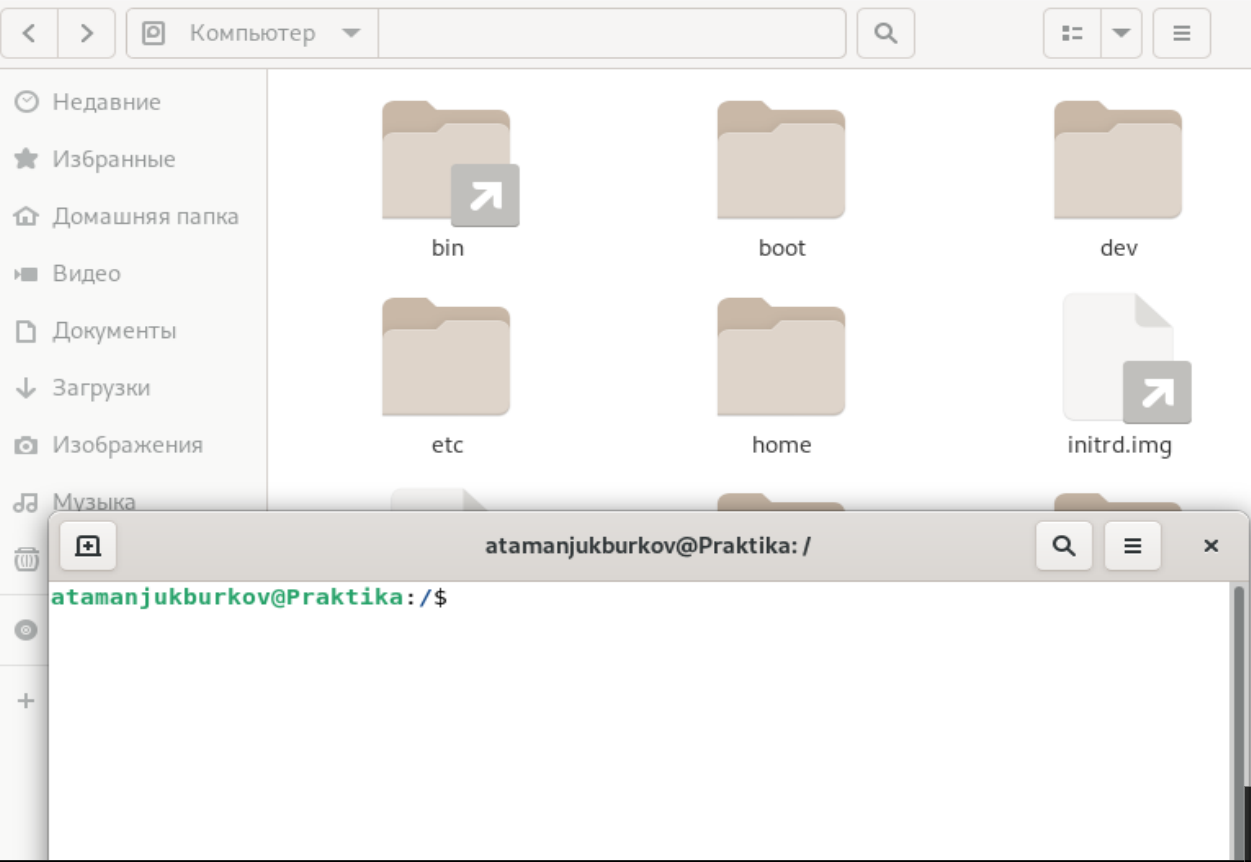 Компьютер
Недавние
Избранные
Домашняя папка
Видео
Документы
Загрузки
Изображения
Музыка
bin
boot
dev
etc
home
initrd.img
atamanjukburkov@Praktika: /
atamanjukburkov@Praktika:/$